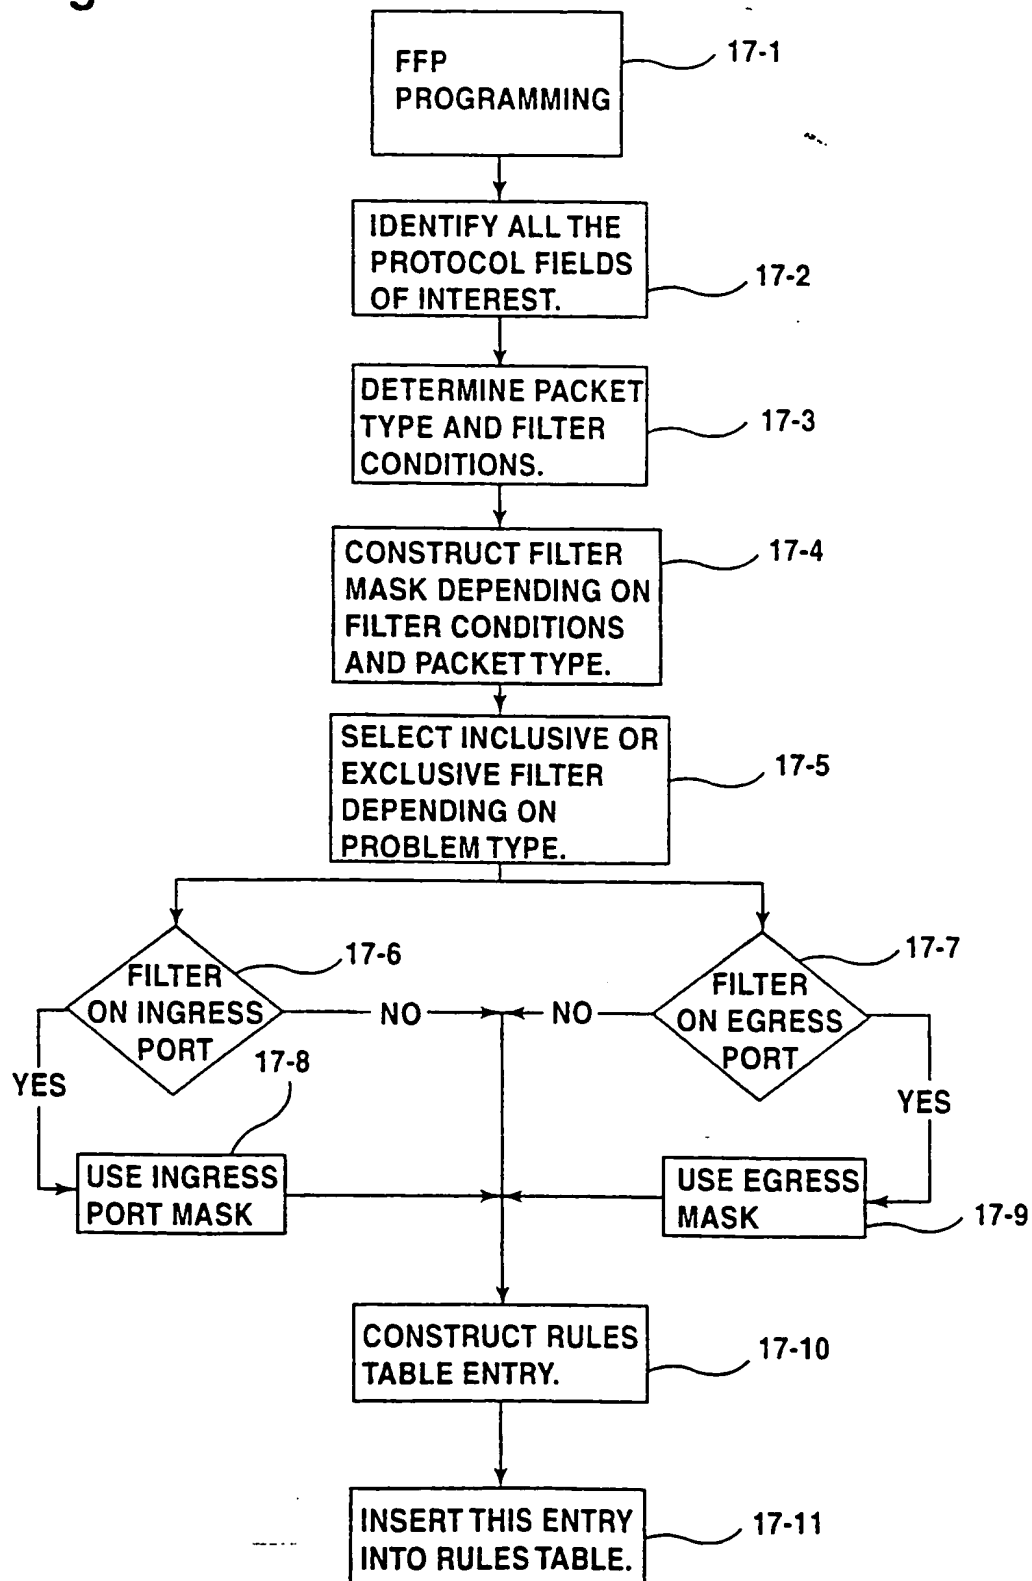 FFP
PROGRAMMING
17-1
IDENTIFY ALL THE
PROTOCOL FIELDS
OF INTEREST.
17-2
DETERMINE PACKET
TYPE AND FILTER
CONDITIONS.
17-3
CONSTRUCT FILTER
MASK DEPENDING ON
FILTER CONDITIONS
AND PACKET TYPE.
17-4
SELECT INCLUSIVE OR
EXCLUSIVE FILTER
DEPENDING ON
PROBLEM TYPE.
17-5
FILTER
ON INGRESS
PORT
17-6
NO
YES
FILTER
ON EGRESS
PORT
17-7
NO
YES
USE INGRESS
PORT MASK
17-8
USE EGRESS
MASK
17-9
CONSTRUCT RULES
TABLE ENTRY.
17-10
INSERT THIS ENTRY
INTO RULES TABLE.
17-11